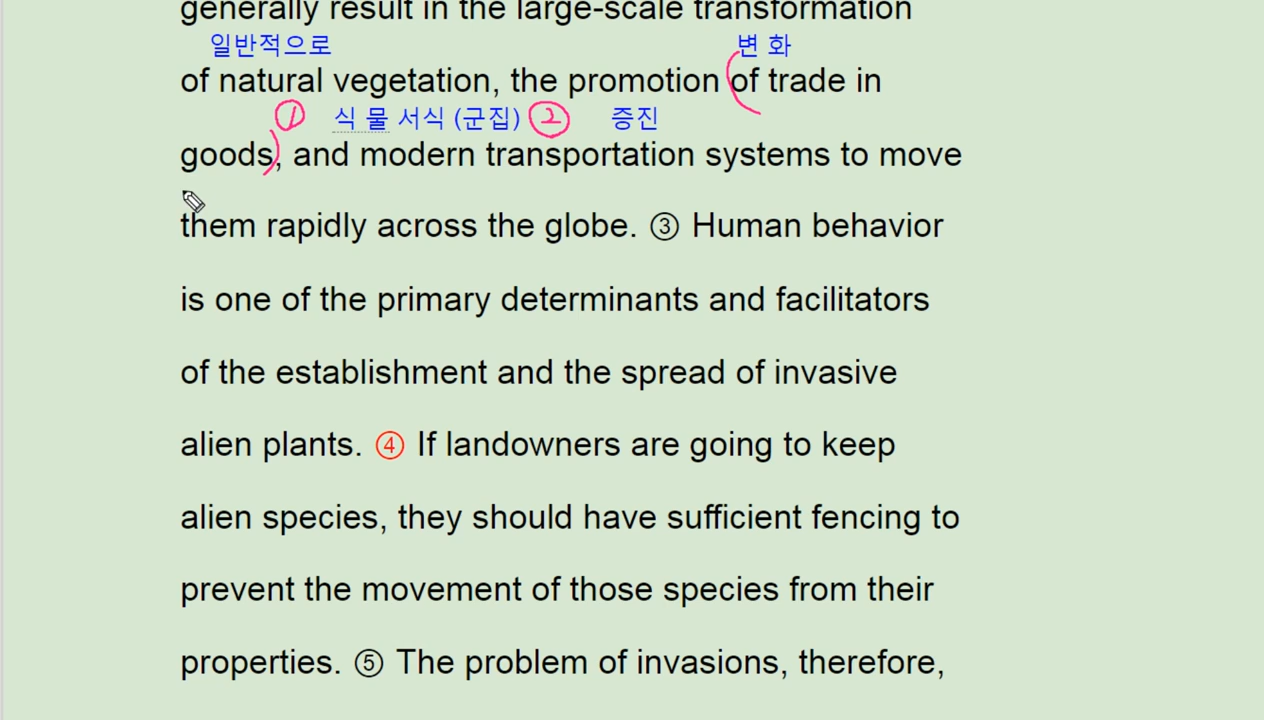 generally result in the large-scale transformation
일반적으로 변 화
of natural vegetation, the promotion of trade in
① 식 물 서식 (군집) ② 증진
goods, and modern transportation systems to move
them rapidly across the globe. ③ Human behavior
is one of the primary determinants and facilitators
of the establishment and the spread of invasive
alien plants. ④ If landowners are going to keep
alien species, they should have sufficient fencing to
prevent the movement of those species from their
properties. ⑤ The problem of invasions, therefore,